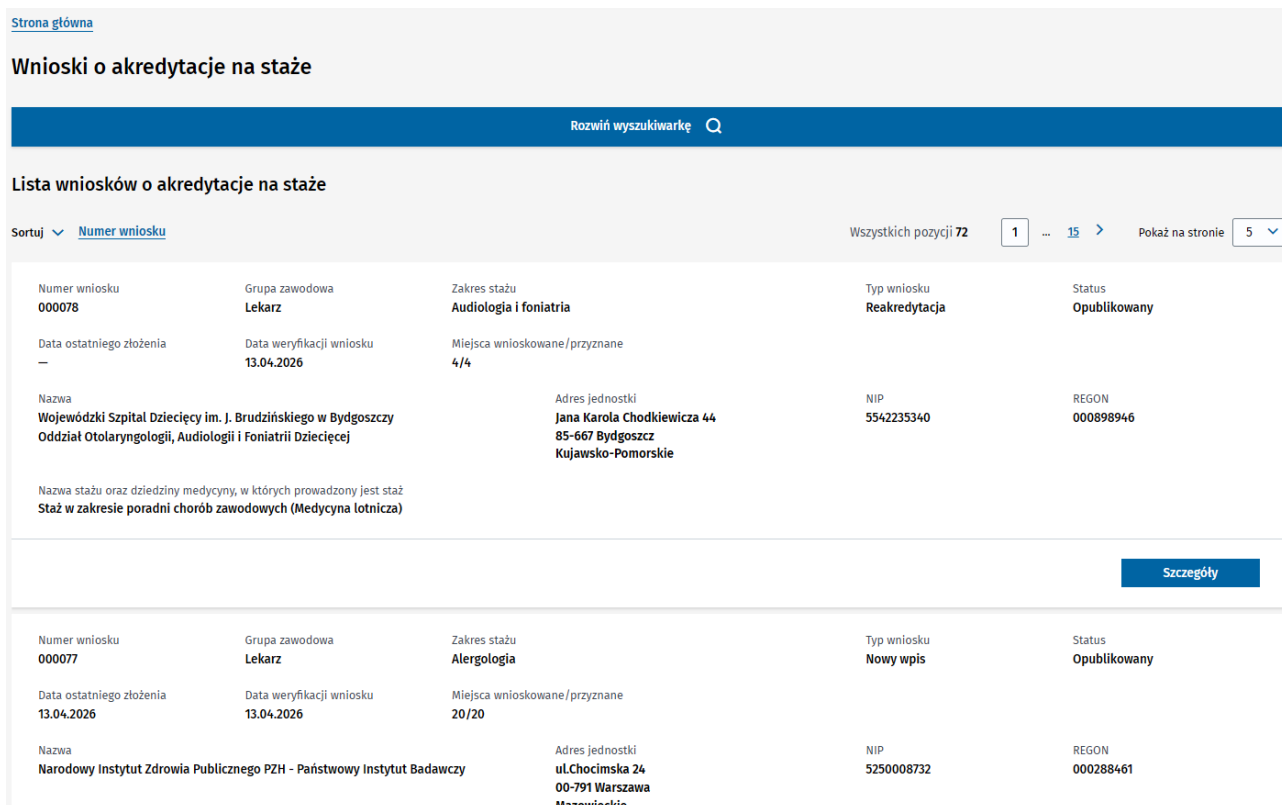 Strona główna
Wnioski o akredytacje na staże
Rozwiń wyszukiwarkę
Lista wniosków o akredytacje na staże
Sortuj Numer wniosku Wszystkich pozycji 72 1 ... 15 Pokaż na stronie 5
Numer wniosku Grupa zawodowa Zakres stażu Typ wniosku Status
000078 Lekarz Audiologia i foniatria Reakredytacja Opublikowany
Data ostatniego złożenia Data weryfikacji wniosku Miejsca wnioskowane/przyznane
— 13.04.2026 4/4
Nazwa Adres jednostki NIP REGON
Wojewódzki Szpital Dziecięcy im. J. Brudzińskiego w Bydgoszczy Jana Karola Chodkiewicza 44 5542235340 000898946
Oddział Otolaryngologii, Audiologii i Foniatrii Dziecięcej 85-667 Bydgoszcz
Kujawsko-Pomorskie
Nazwa stażu oraz dziedziny medycyny, w których prowadzony jest staż
Staż w zakresie poradni chorób zawodowych (Medycyna lotnicza)
Szczegóły
Numer wniosku Grupa zawodowa Zakres stażu Typ wniosku Status
000077 Lekarz Alergologia Nowy wpis Opublikowany
Data ostatniego złożenia Data weryfikacji wniosku Miejsca wnioskowane/przyznane
13.04.2026 13.04.2026 20/20
Nazwa Adres jednostki NIP REGON
Narodowy Instytut Zdrowia Publicznego PZH - Państwowy Instytut Badawczy ul.Chocimska 24 5250008732 000288461
00-791 Warszawa
Mazowieckie